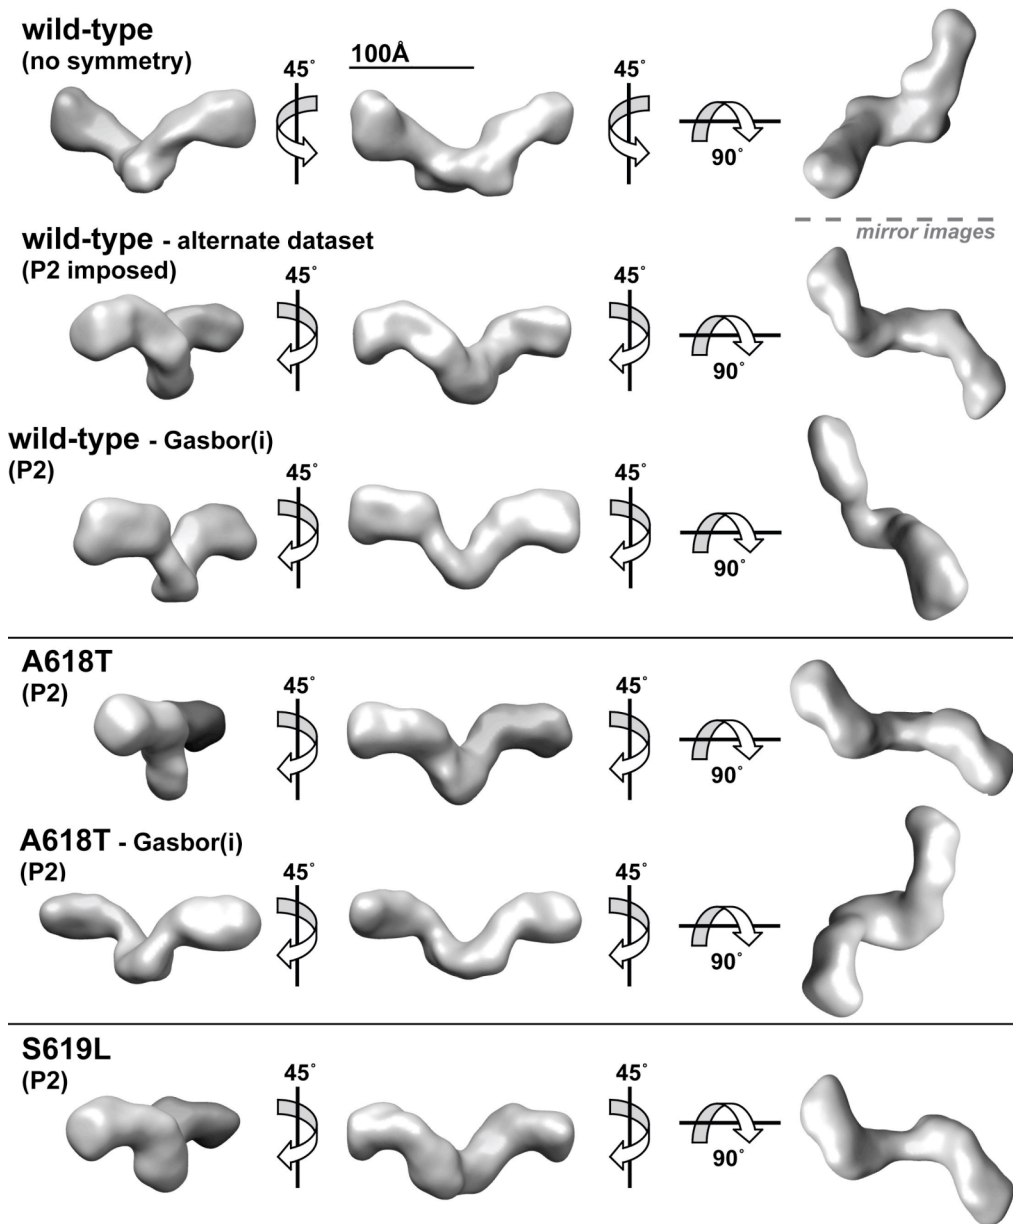 wild-type
(no symmetry)
45°
100Å
45°
90°
mirror images
wild-type - alternate dataset
(P2 imposed)
45°
45°
90°
wild-type - Gasbor(i)
(P2)
45°
45°
90°
A618T
(P2)
45°
45°
90°
A618T - Gasbor(i)
(P2)
45°
45°
90°
S619L
(P2)
45°
45°
90°